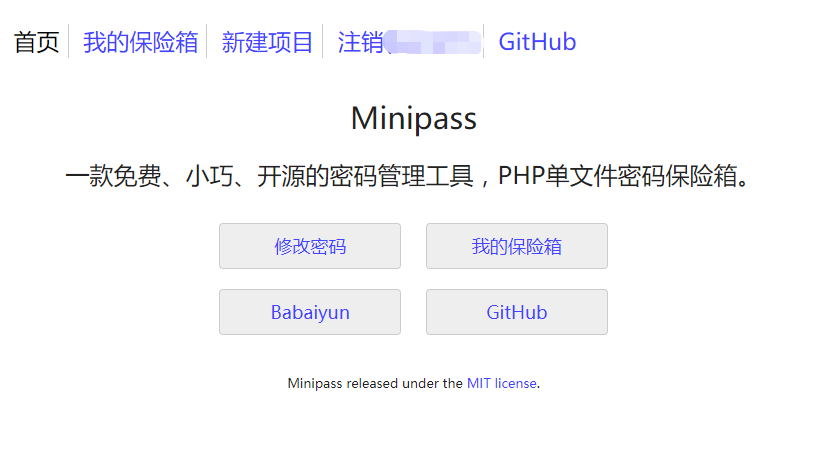 首页 我的保险箱 新建项目 注销 GitHub
Minipass
一款免费、小巧、开源的密码管理工具，PHP单文件密码保险箱。
修改密码 我的保险箱
Babaiyun GitHub
Minipass released under the MIT license.